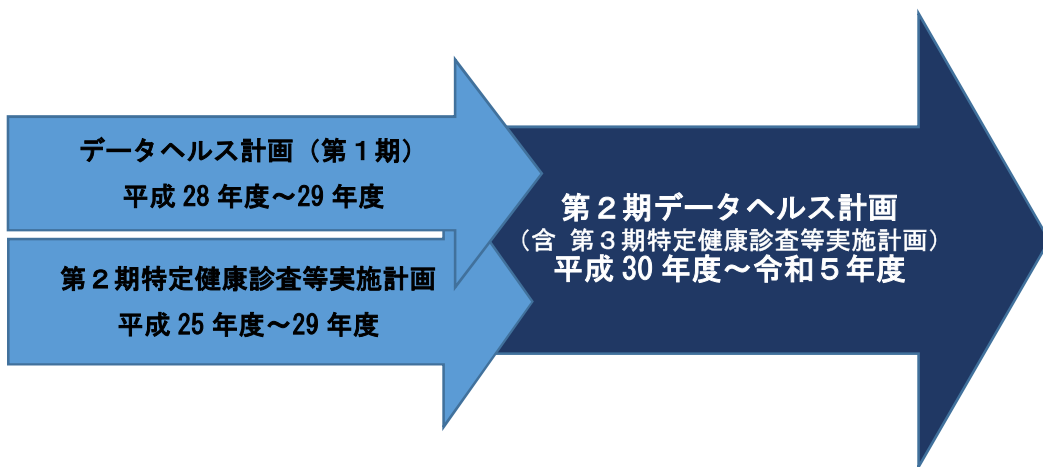 データヘルス計画（第１期）
平成 28 年度～29 年度
第２期特定健康診査等実施計画
平成 25 年度～29 年度
第２期データヘルス計画
（含 第３期特定健康診査等実施計画）
平成 30 年度～令和５年度